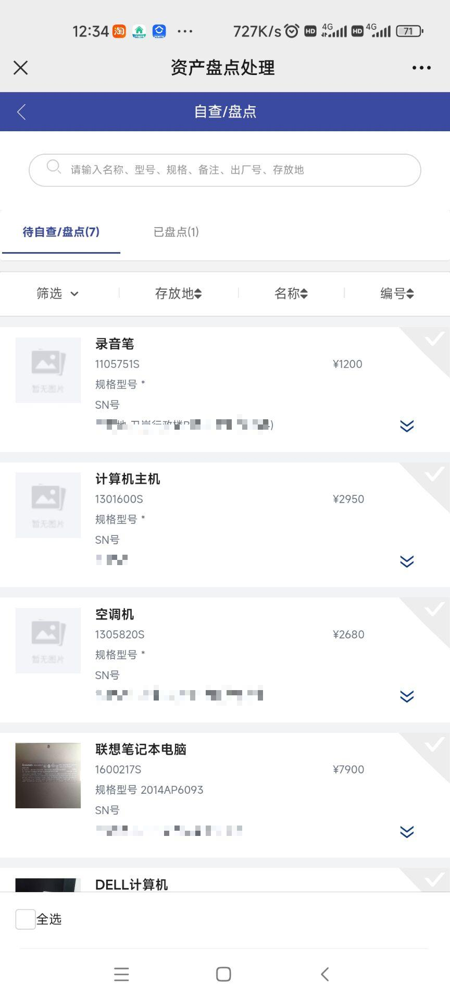 12:34 淘 ··· 727K/s HD 4G HD 4G 71
资产盘点处理
自查/盘点
请输入名称、型号、规格、备注、出厂号、存放地
待自查/盘点(7) 已盘点(1)
筛选 存放地 名称 编号
暂无图片
录音笔
1105751S ¥1200
规格型号 *
SN号
暂无图片
计算机主机
1301600S ¥2950
规格型号 *
SN号
暂无图片
空调机
1305820S ¥2680
规格型号 *
SN号
联想笔记本电脑
1600217S ¥7900
规格型号 2014AP6093
SN号
DELL计算机
全选